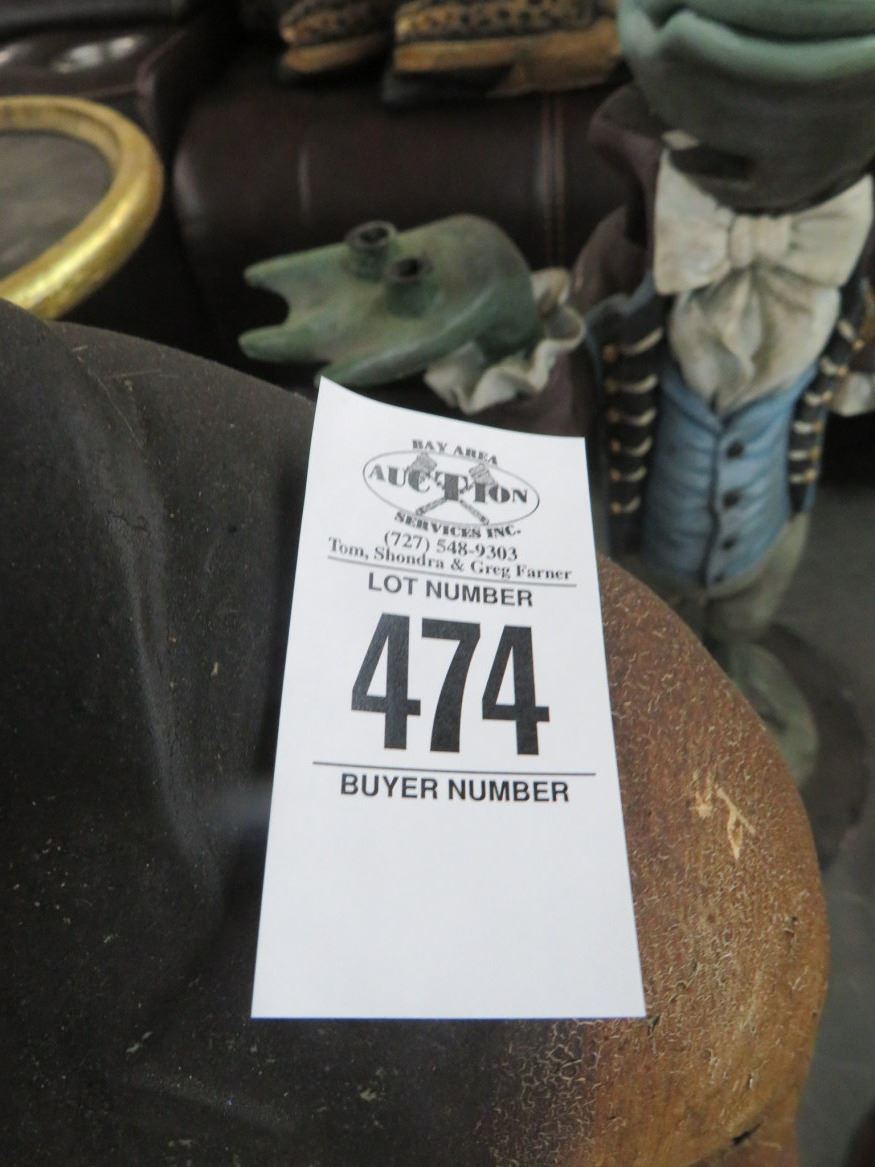 BAY AREA
AUCTION
SERVICES INC.
(727) 548-9303
Tom, Shondra & Greg Farner
LOT NUMBER
474
BUYER NUMBER